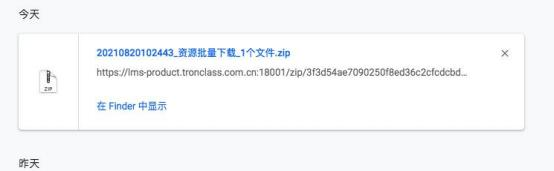 今天
20210820102443_资源批量下载_1个文件.zip
https://lms-product.tronclass.com.cn:18001/zip/3f3d54ae7090250f8ed36c2cfcdcbd...
ZIP
在 Finder 中显示
昨天